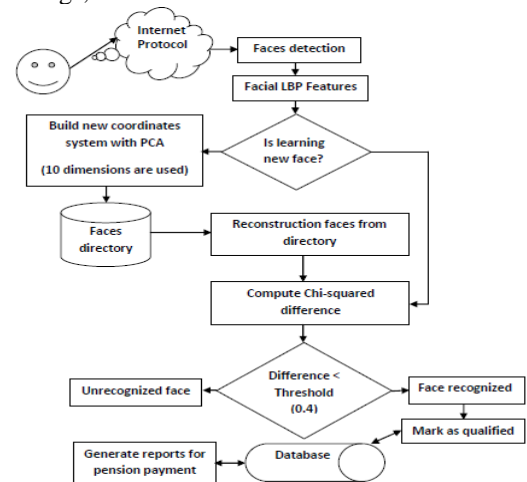 Internet
Protocol
Faces detection
Facial LBP Features
Build new coordinates
system with PCA
(10 dimensions are used)
Is learning
new face?
Faces
directory
Reconstruction faces from
directory
Compute Chi-squared
difference
Difference <
Threshold
(0.4)
Unrecognized face
Face recognized
Mark as qualified
Database
Generate reports for
pension payment